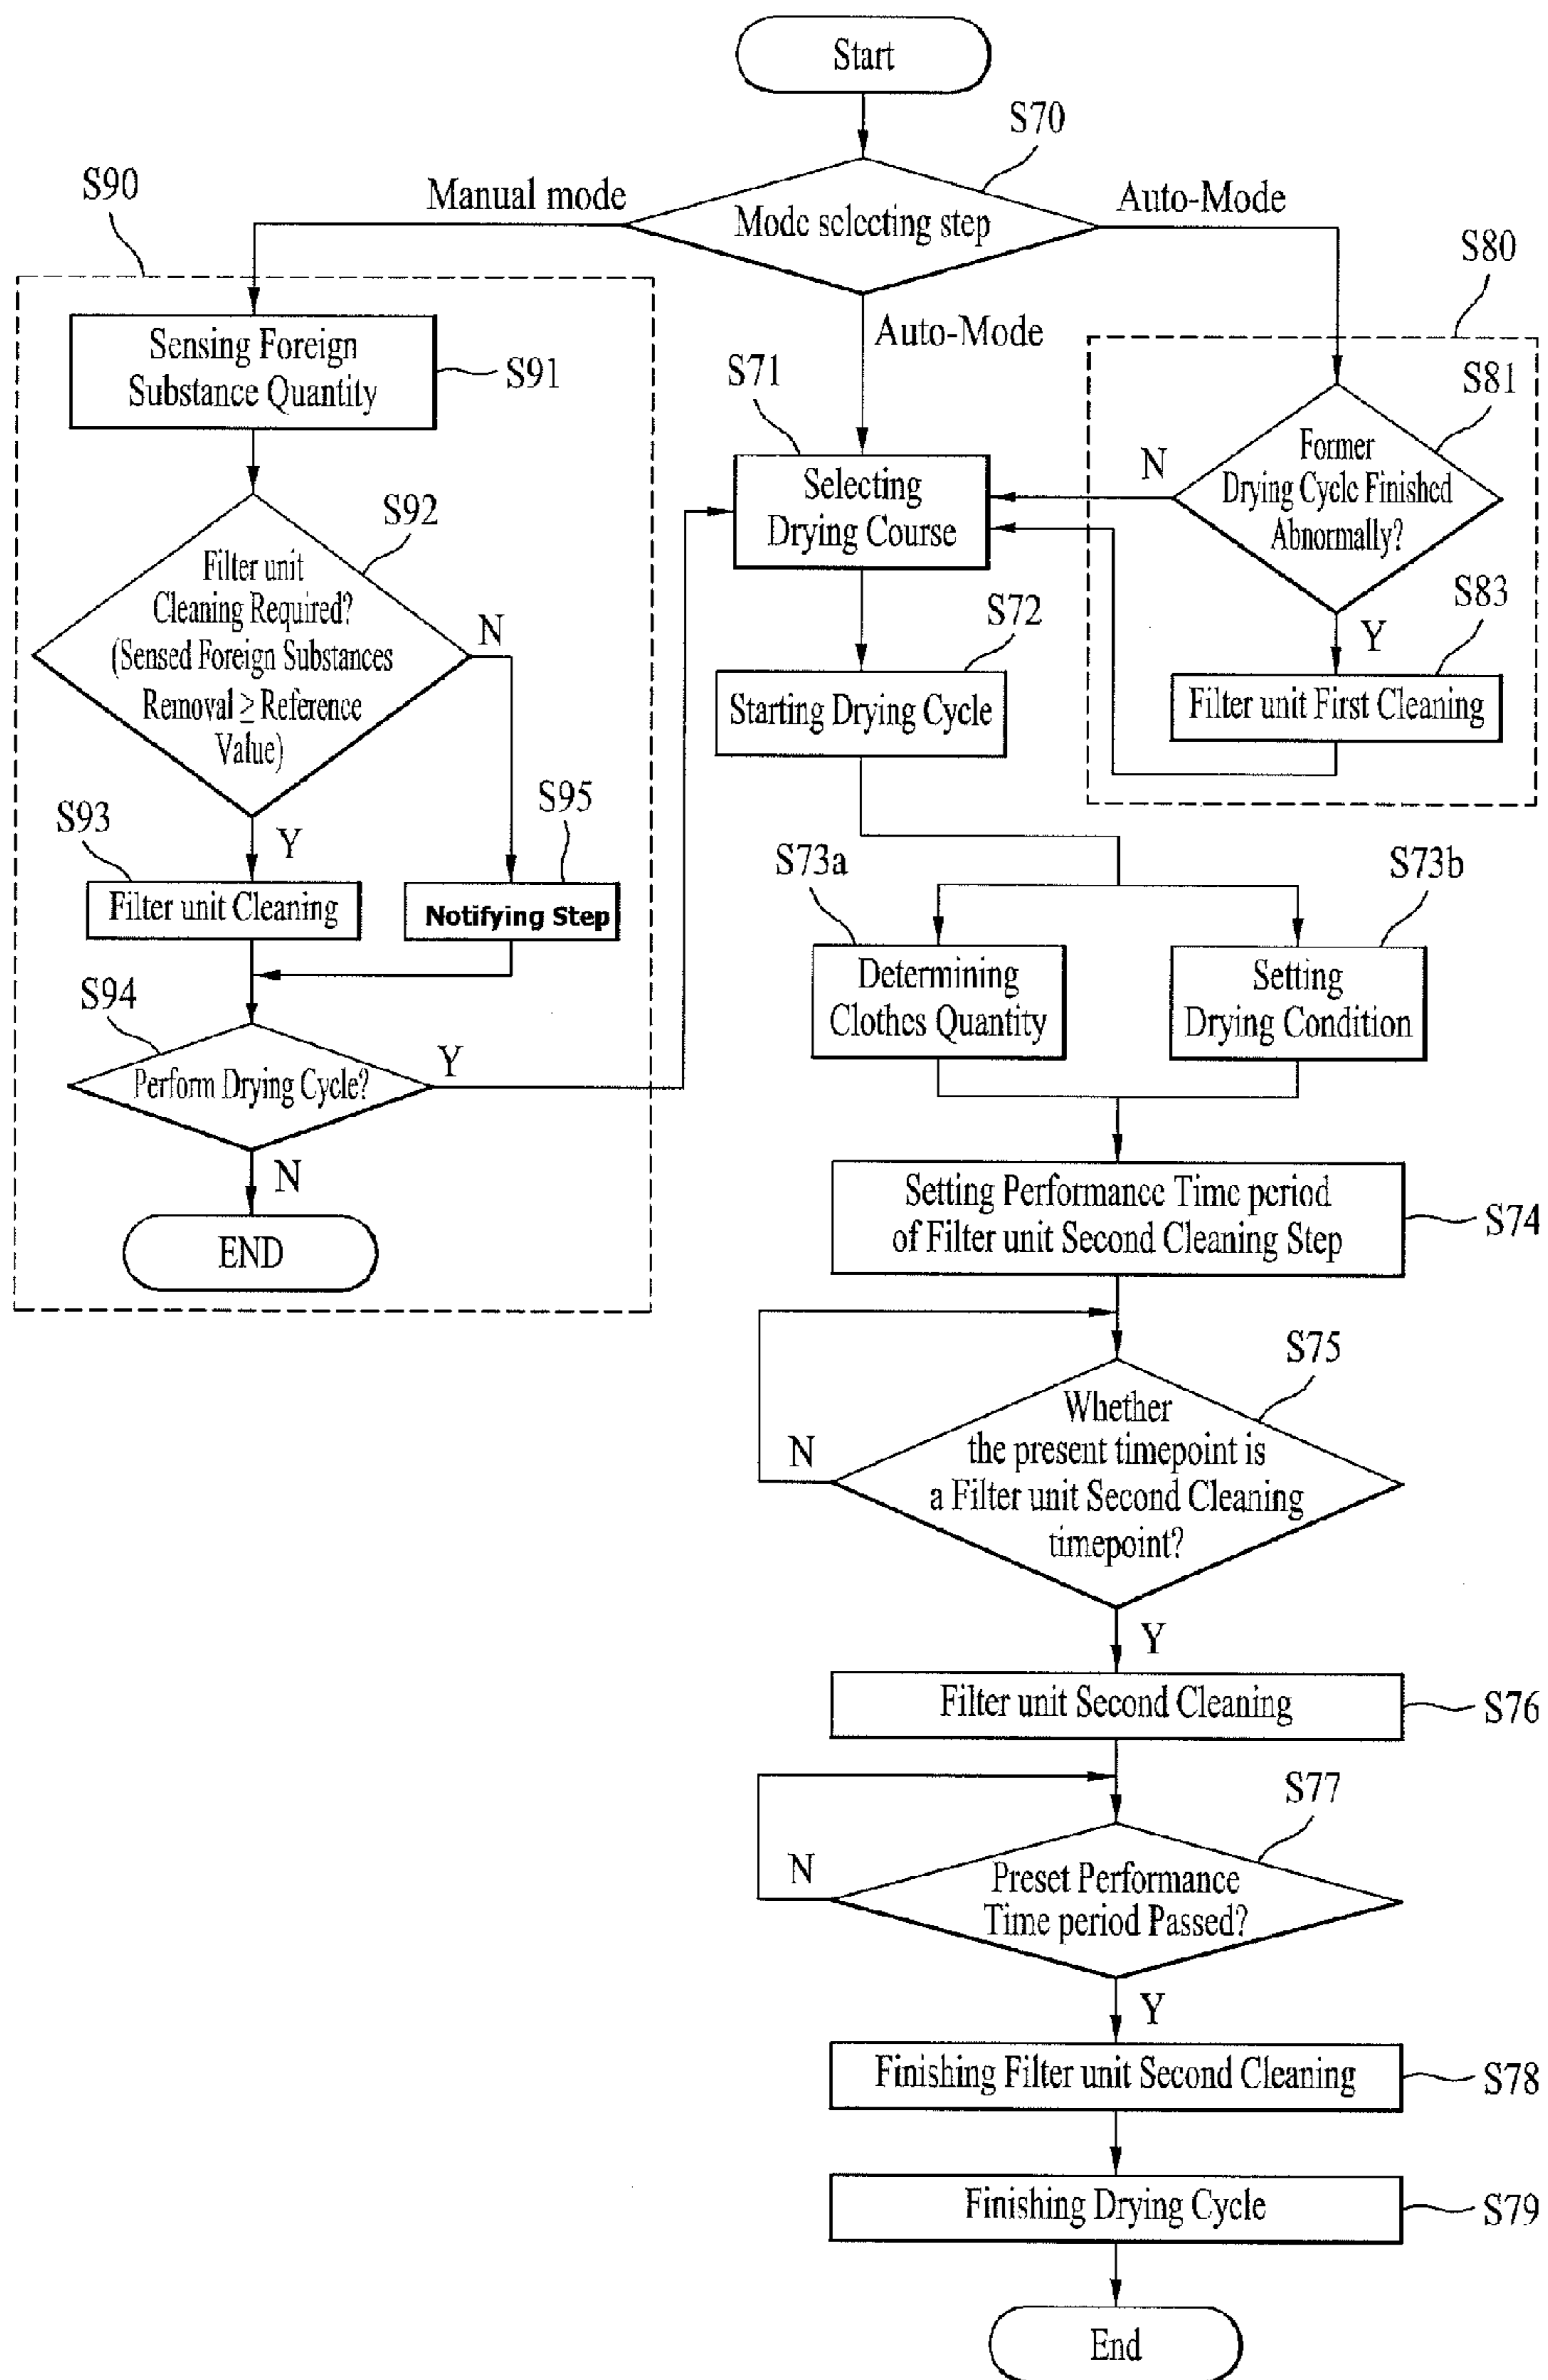 Start
S70
Mode selecting step
Manual mode
Auto-Mode
Auto-Mode
S90
Sensing Foreign
Substance Quantity
S91
S92
Filter unit
Cleaning Required?
(Sensed Foreign Substances
Removal ≥ Reference
Value)
N
Y
S93
Filter unit Cleaning
S95
Notifying Step
S94
Perform Drying Cycle?
Y
N
END
S80
S81
Former
Drying Cycle Finished
Abnormally?
N
Y
S83
Filter unit First Cleaning
S71
Selecting
Drying Course
S72
Starting Drying Cycle
S73a
Determining
Clothes Quantity
S73b
Setting
Drying Condition
Setting Performance Time period
of Filter unit Second Cleaning Step
S74
S75
Whether
the present timepoint is
a Filter unit Second Cleaning
timepoint?
N
Y
Filter unit Second Cleaning
S76
S77
Preset Performance
Time period Passed?
N
Y
Finishing Filter unit Second Cleaning
S78
Finishing Drying Cycle
S79
End